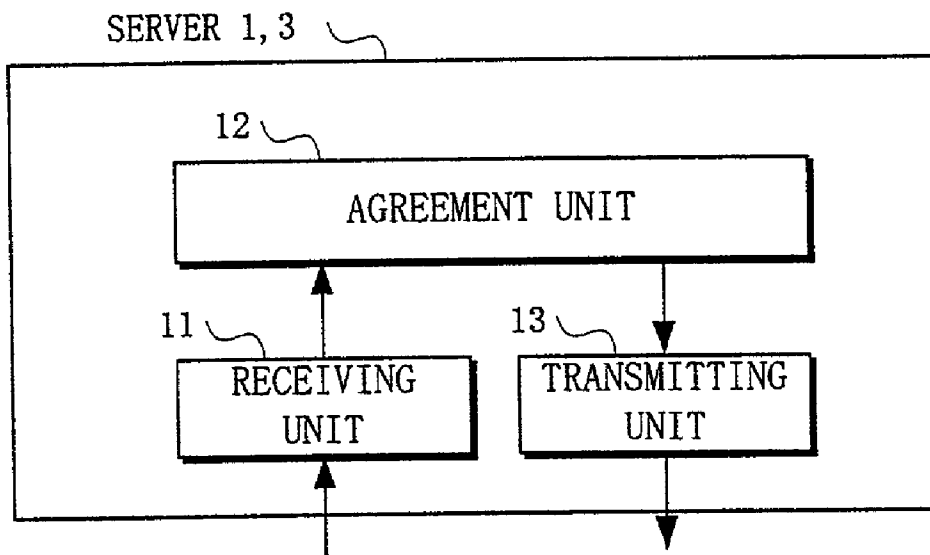 SERVER 1,3
12
AGREEMENT UNIT
11
RECEIVING
UNIT
13
TRANSMITTING
UNIT